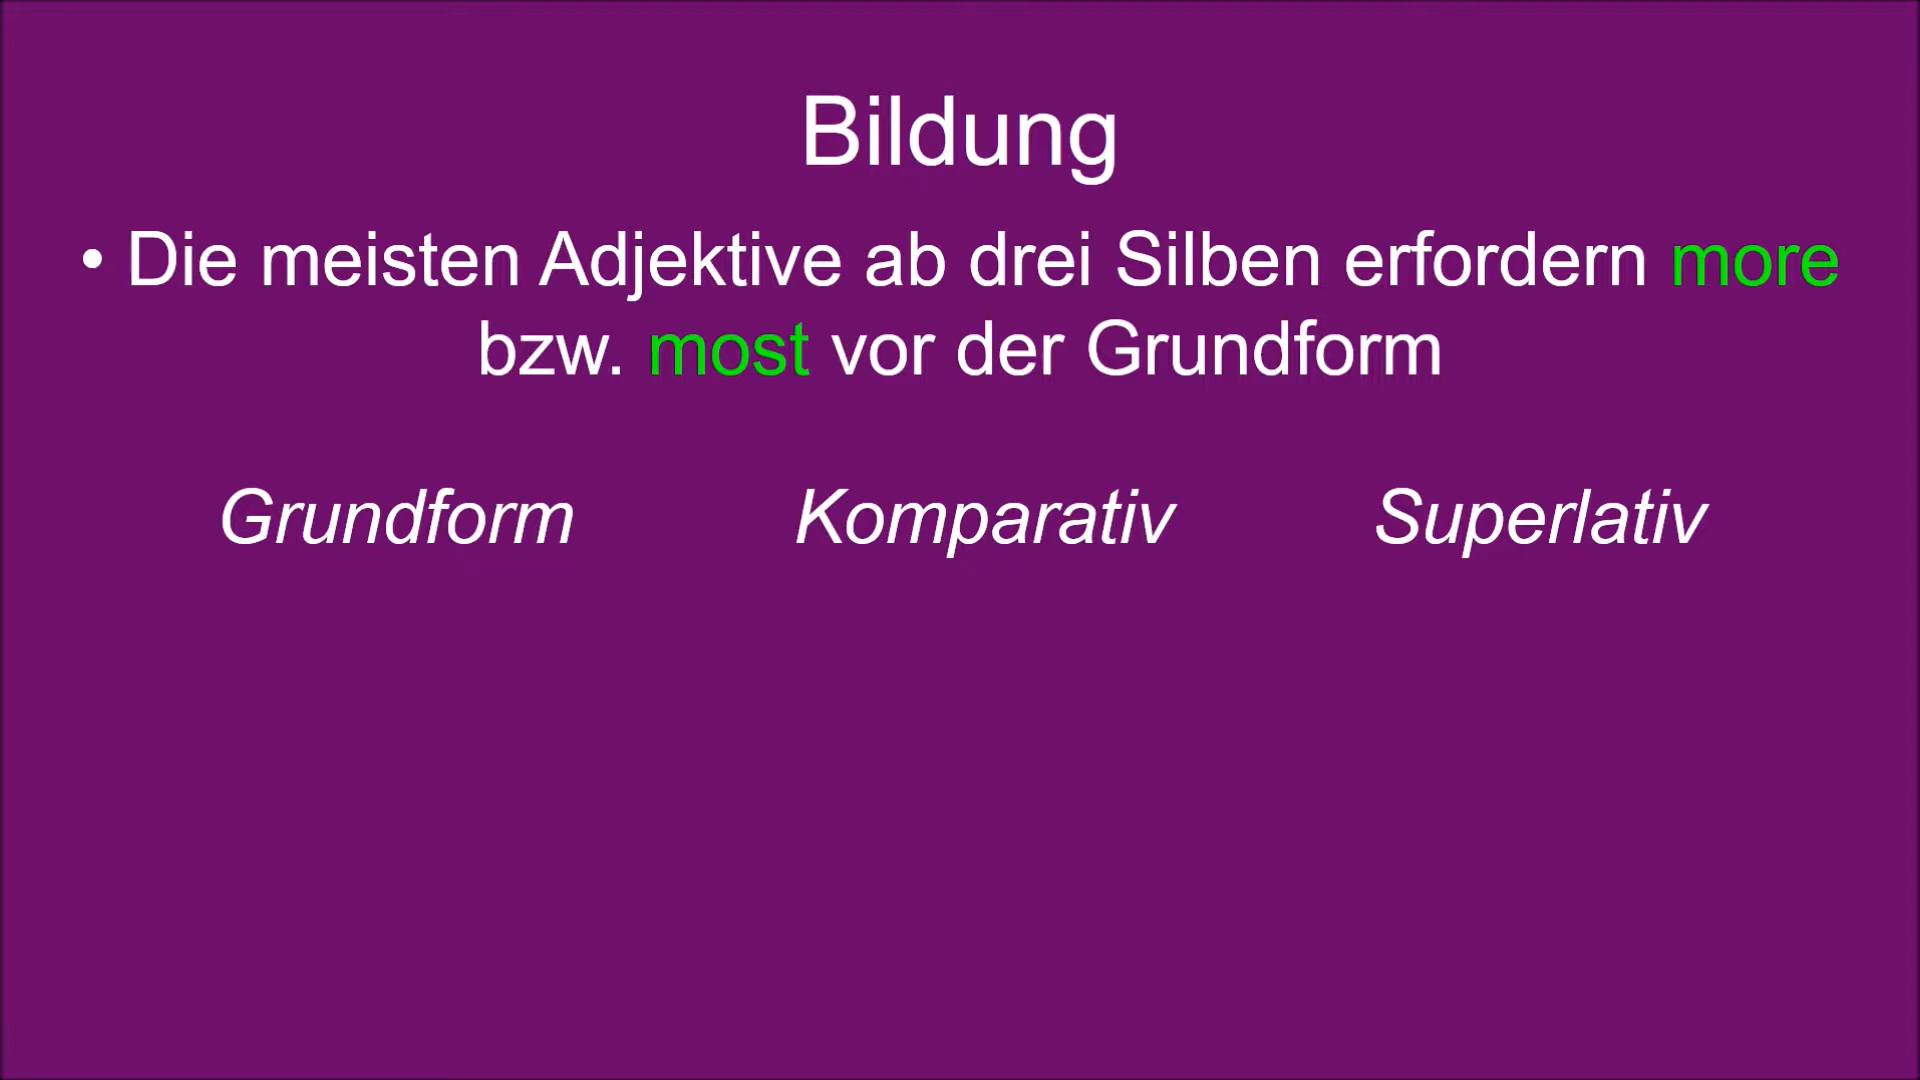 Bildung
• Die meisten Adjektive ab drei Silben erfordern more
bzw. most vor der Grundform
Grundform Komparativ Superlativ